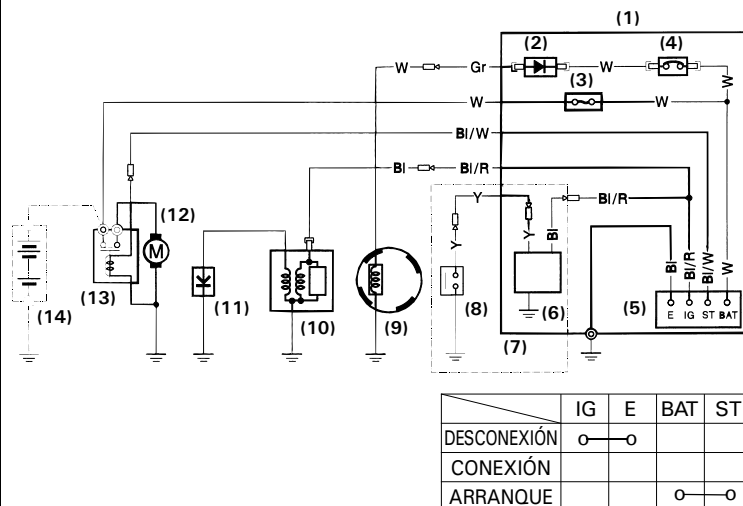 (1)
(2)
(4)
W
Gr
W
(3)
W
W
W
Bl/W
Bl
Bl/R
Y
Bl/R
(12)
M
Y
Y
Bl
Bl
Bl/R
Bl/W
W
(13)
(14)
(11)
(10)
(9)
(8)
(6)
(7)
(5)
E IG ST BAT
IG E BAT ST
DESCONEXIÓN
CONEXIÓN
ARRANQUE